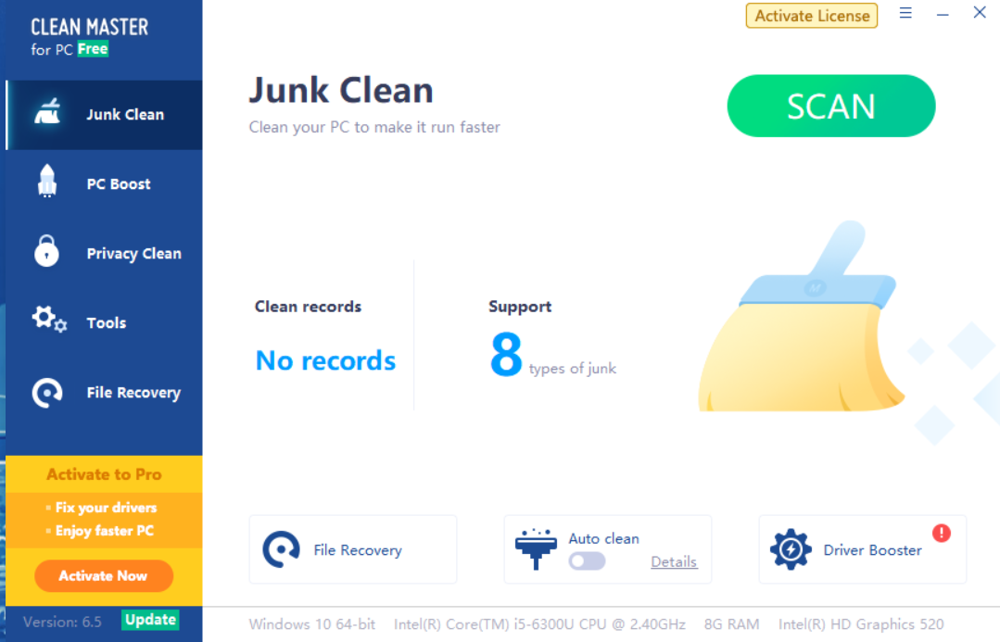 CLEAN MASTER
for PC Free
Activate License
Junk Clean
PC Boost
Privacy Clean
Tools
File Recovery
Activate to Pro
Fix your drivers
Enjoy faster PC
Activate Now
Version: 6.5 Update
Junk Clean
Clean your PC to make it run faster
SCAN
Clean records
No records
Support
8 types of junk
M
File Recovery
Auto clean
Details
Driver Booster
!
Windows 10 64-bit Intel(R) Core(TM) i5-6300U CPU @ 2.40GHz 8G RAM Intel(R) HD Graphics 520